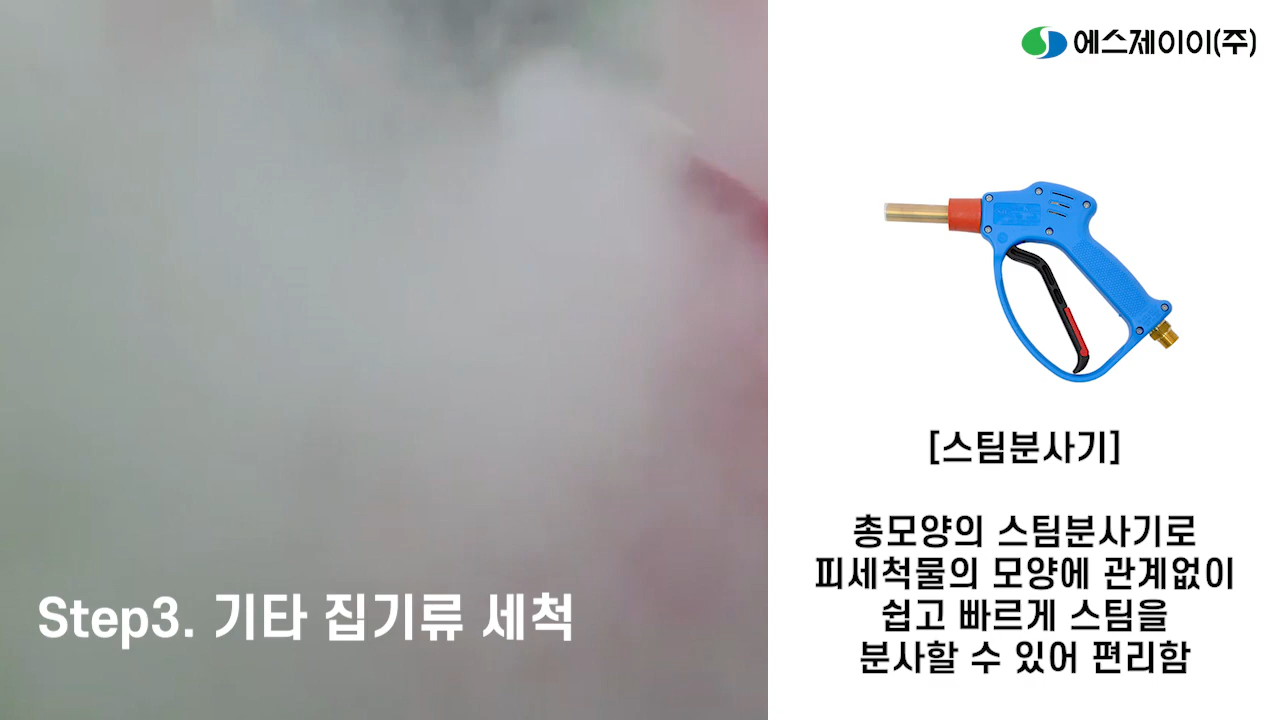 에스제이이(주)
[스팀분사기]
총모양의 스팀분사기로
피세척물의 모양에 관계없이
쉽고 빠르게 스팀을
분사할 수 있어 편리함
Step3. 기타 집기류 세척